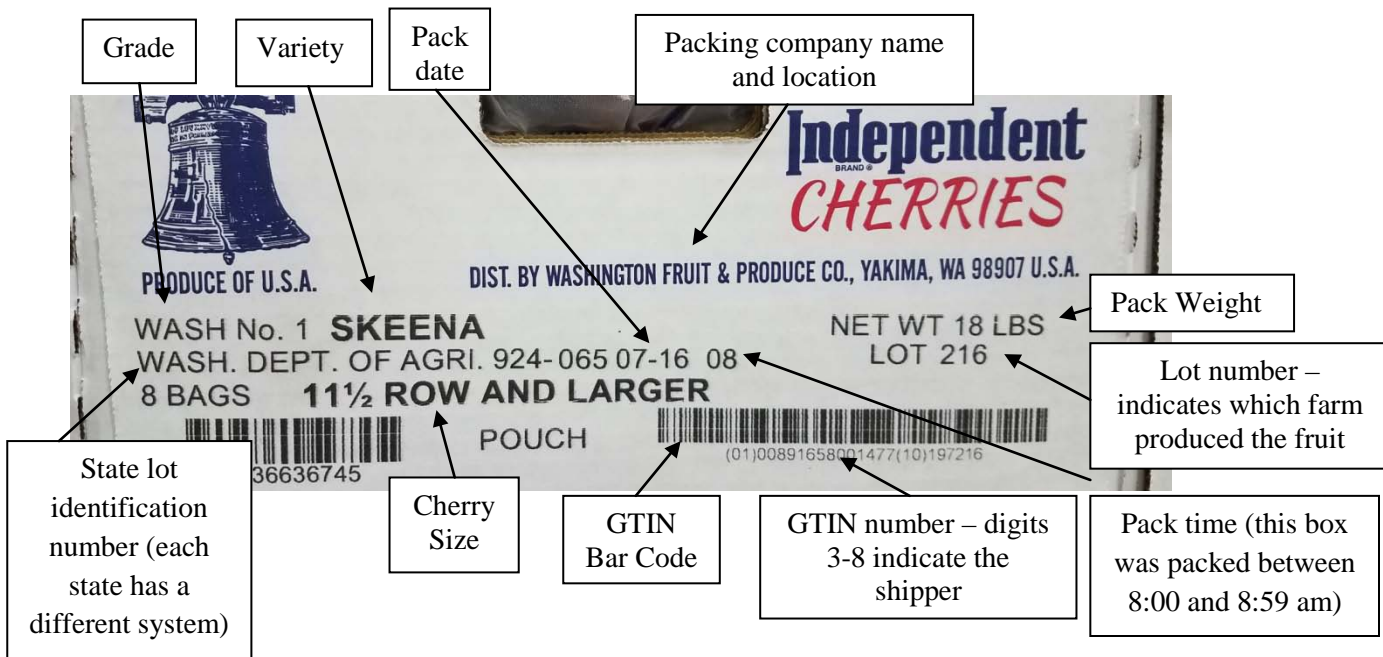 Grade
Variety
Pack
date
Packing company name
and location
Independent
BRAND ®
CHERRIES
PRODUCE OF U.S.A.
DIST. BY WASHINGTON FRUIT & PRODUCE CO., YAKIMA, WA 98907 U.S.A.
WASH No. 1 SKEENA
NET WT 18 LBS
WASH. DEPT. OF AGRI. 924-065 07-16 08
LOT 216
8 BAGS 11½ ROW AND LARGER
POUCH
36636745
(01)00891658001477(10)197216
Pack Weight
Lot number –
indicates which farm
produced the fruit
State lot
identification
number (each
state has a
different system)
Cherry
Size
GTIN
Bar Code
GTIN number – digits
3-8 indicate the
shipper
Pack time (this box
was packed between
8:00 and 8:59 am)